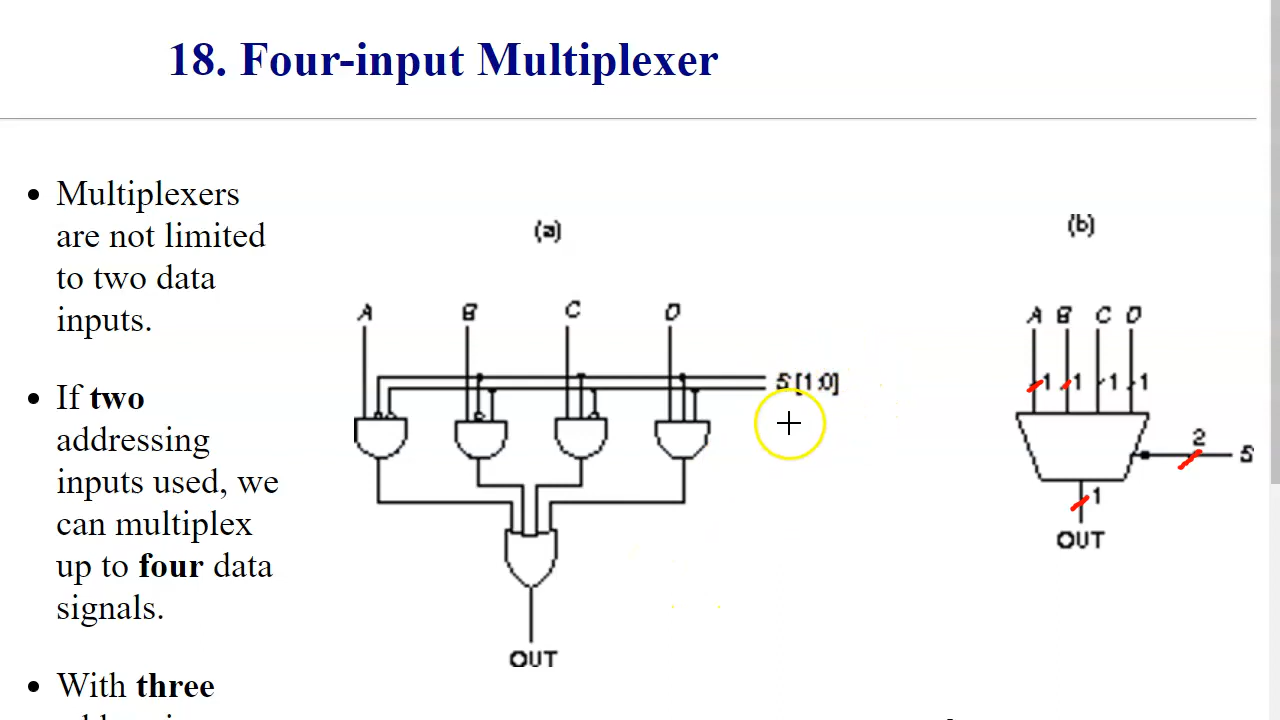 18. Four-input Multiplexer
• Multiplexers
are not limited
to two data
inputs.
• If two
addressing
inputs used, we
can multiplex
up to four data
signals.
• With three
(a)
A B C D
S [1:0]
OUT
(b)
A B C D
1 1 1 1
2
S
1
OUT